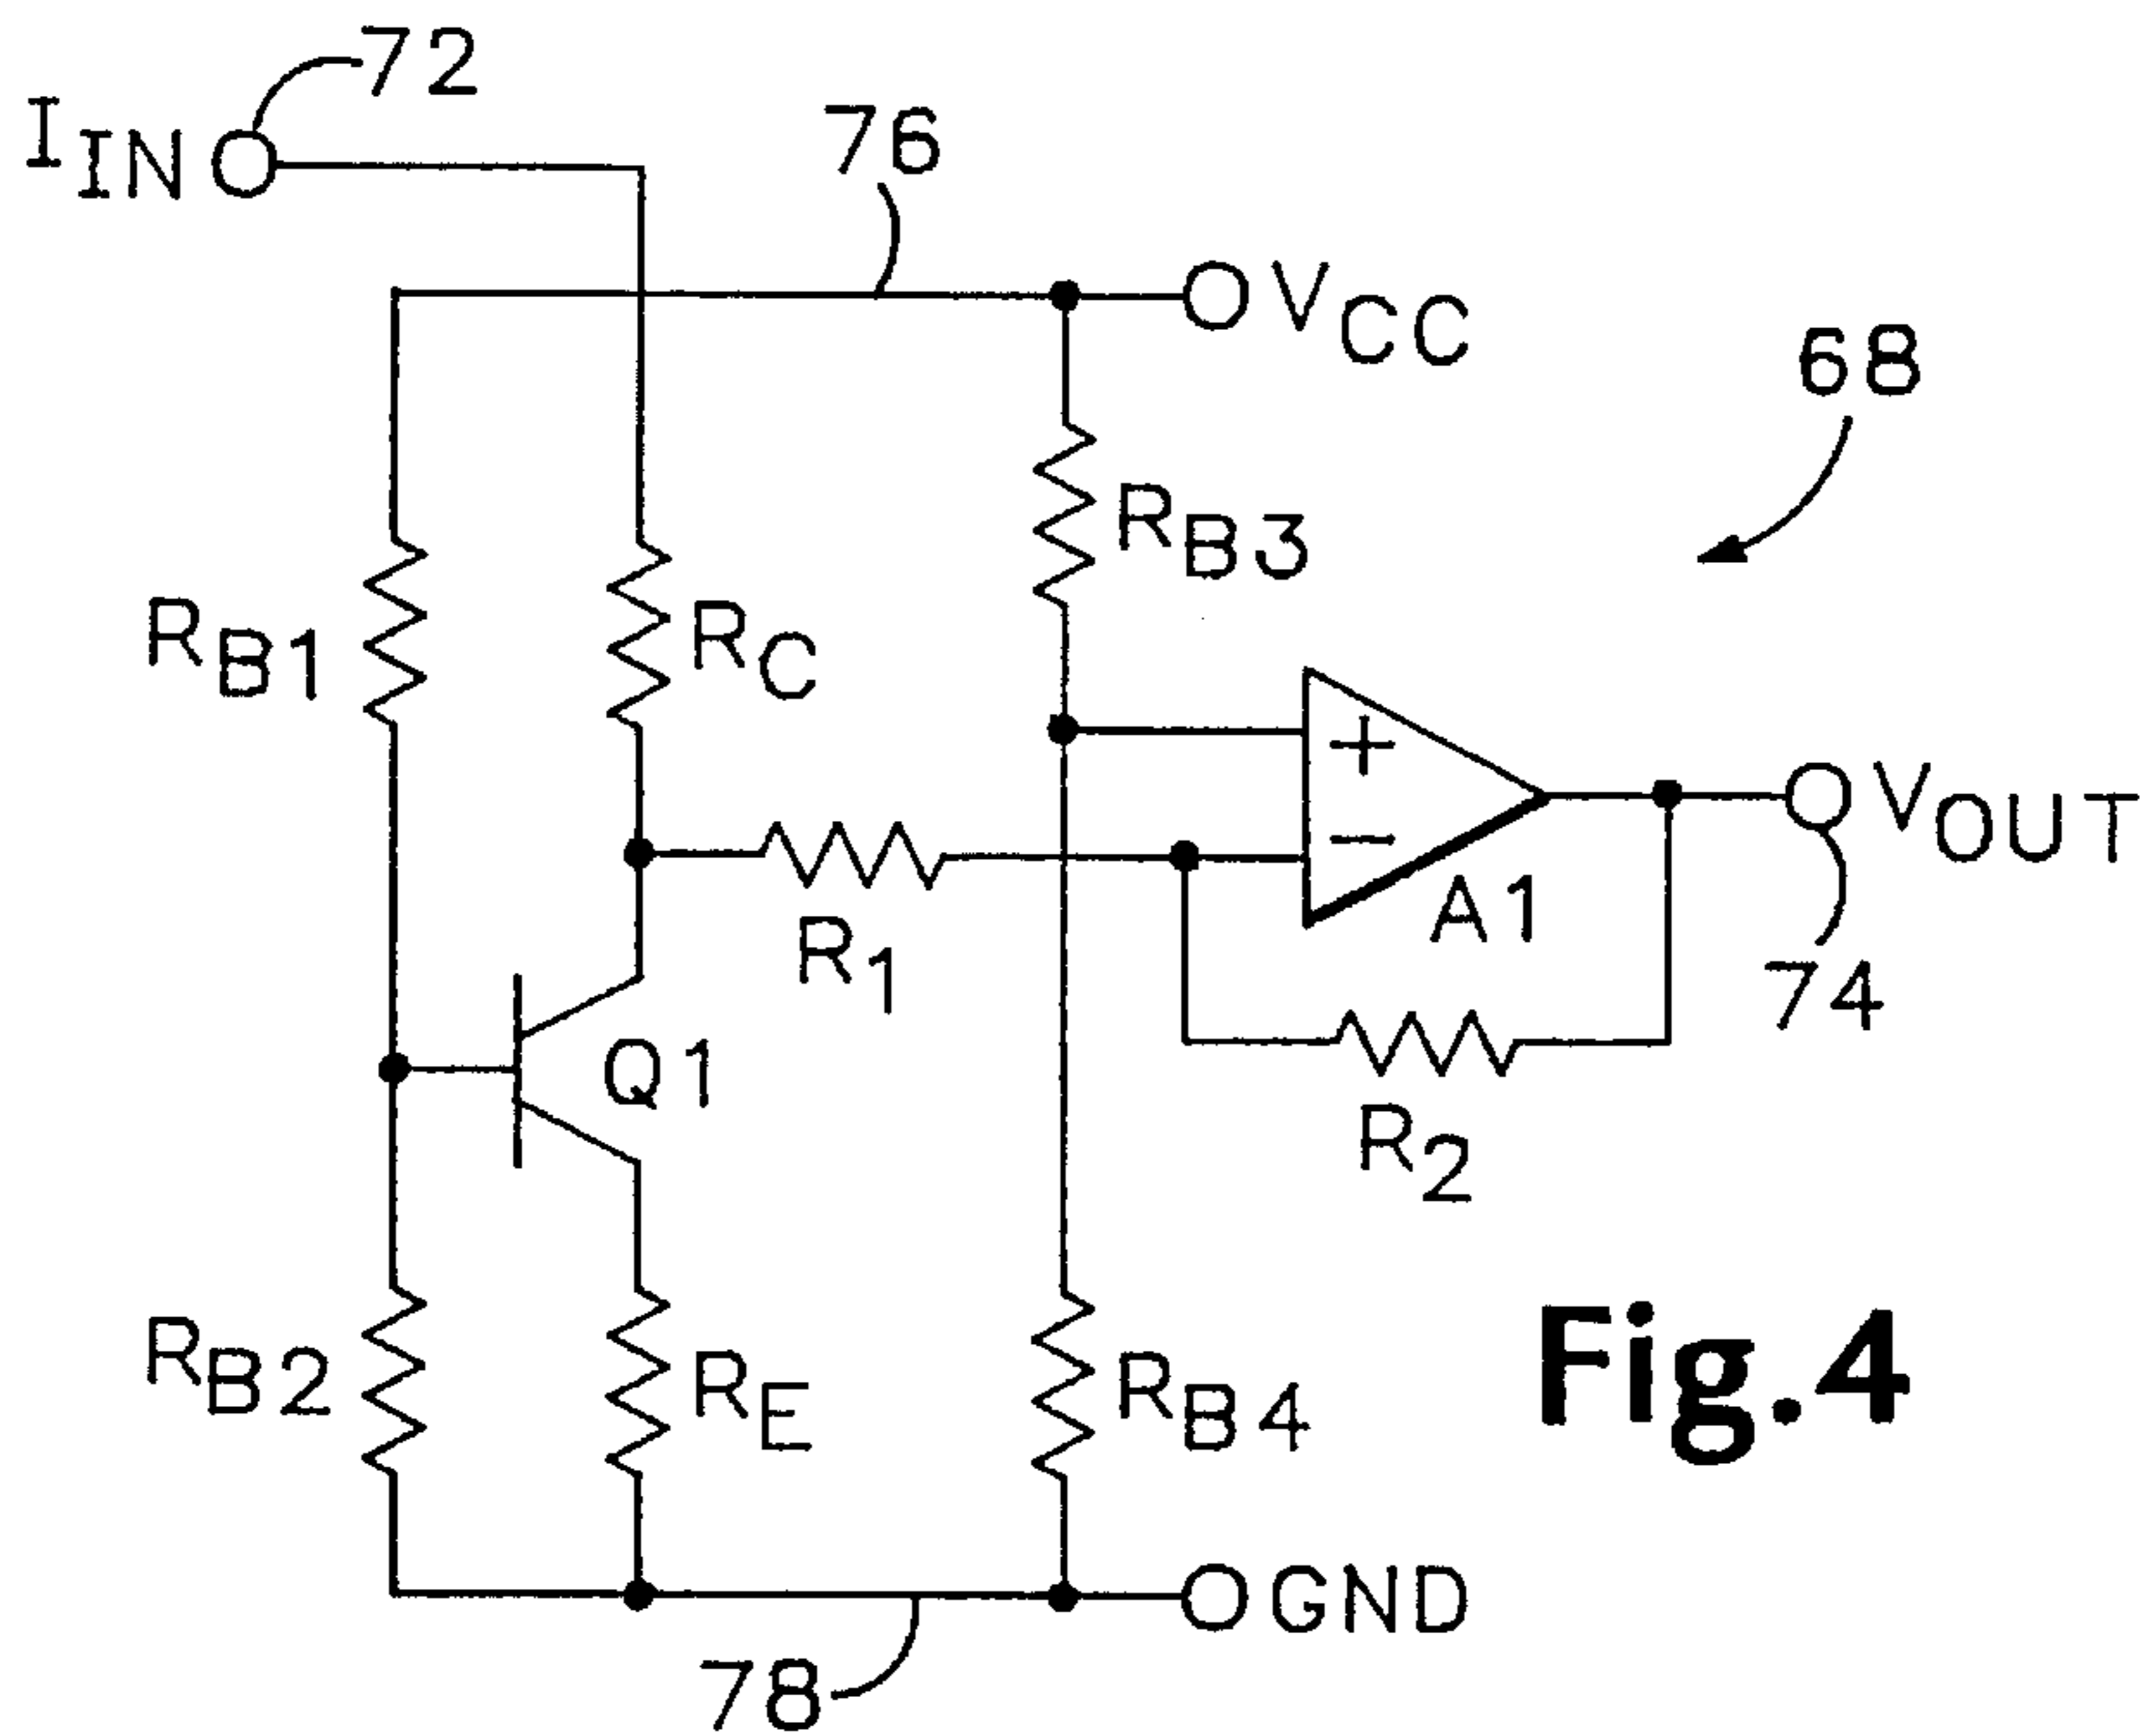 72
I IN
76
VCC
68
RB3
RB1
RC
VOUT
A1
R1
74
Q1
R2
RB2
RE
RB4
Fig.4
GND
78